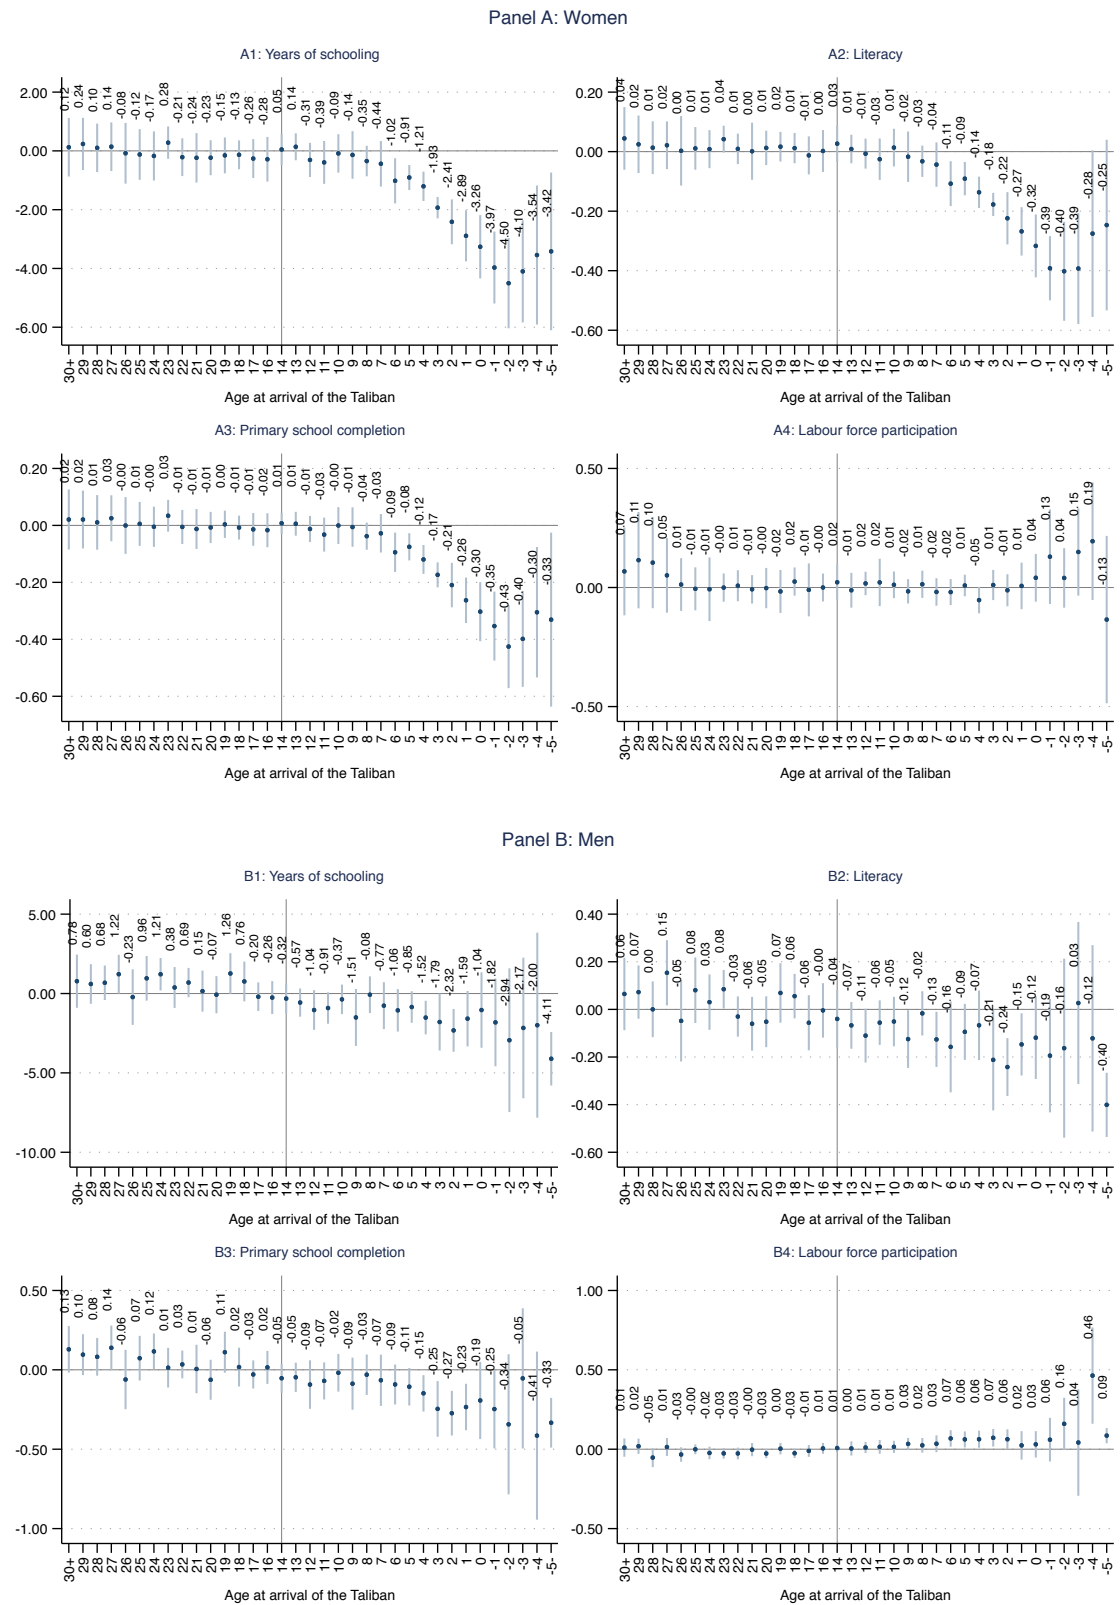 Panel A: Women
A1: Years of schooling
2.00
0.00
-2.00
-4.00
-6.00
0.12 0.24 0.10 0.14 -0.08 -0.12 -0.17 0.28 -0.21 -0.24 -0.23 -0.15 -0.13 -0.26 -0.28 0.05 0.14 -0.31 -0.39 -0.09 -0.14 -0.35 -0.44 -1.02 -0.91 -1.21 -1.93 -2.41 -2.89 -3.26 -3.97 -4.50 -4.10 -3.54 -3.42
30+ 29 28 27 26 25 24 23 22 21 20 19 18 17 16 14 13 12 11 10 9 8 7 6 5 4 3 2 1 0 -1 -2 -3 -4 -5-
Age at arrival of the Taliban
A2: Literacy
0.20
0.00
-0.20
-0.40
-0.60
0.04 0.02 0.01 0.02 0.00 0.01 0.01 0.04 0.01 0.00 0.01 0.02 0.01 -0.01 0.00 0.03 0.01 -0.01 -0.03 0.01 -0.02 -0.03 -0.04 -0.11 -0.09 -0.14 -0.18 -0.22 -0.27 -0.32 -0.39 -0.40 -0.39 -0.28 -0.25
30+ 29 28 27 26 25 24 23 22 21 20 19 18 17 16 14 13 12 11 10 9 8 7 6 5 4 3 2 1 0 -1 -2 -3 -4 -5-
Age at arrival of the Taliban
A3: Primary school completion
0.20
0.00
-0.20
-0.40
-0.60
0.02 0.02 0.01 0.03 -0.00 0.01 -0.00 0.03 -0.01 -0.01 -0.01 0.00 -0.01 -0.01 -0.02 0.01 0.01 -0.01 -0.03 -0.00 -0.01 -0.04 -0.03 -0.09 -0.08 -0.12 -0.17 -0.21 -0.26 -0.30 -0.35 -0.43 -0.40 -0.30 -0.33
30+ 29 28 27 26 25 24 23 22 21 20 19 18 17 16 14 13 12 11 10 9 8 7 6 5 4 3 2 1 0 -1 -2 -3 -4 -5-
Age at arrival of the Taliban
A4: Labour force participation
0.50
0.00
-0.50
0.07 0.11 0.10 0.05 0.01 -0.01 -0.01 0.00 0.01 -0.01 -0.00 -0.02 0.02 -0.01 0.00 0.02 -0.01 0.02 0.02 0.01 -0.02 0.01 -0.02 -0.02 0.01 -0.05 0.01 -0.01 0.01 0.04 0.13 0.04 0.15 0.19 -0.13
30+ 29 28 27 26 25 24 23 22 21 20 19 18 17 16 14 13 12 11 10 9 8 7 6 5 4 3 2 1 0 -1 -2 -3 -4 -5-
Age at arrival of the Taliban
Panel B: Men
B1: Years of schooling
5.00
0.00
-5.00
-10.00
0.78 0.60 0.68 1.22 -0.23 0.96 1.21 0.38 0.69 0.15 -0.07 1.26 0.76 -0.20 -0.26 -0.32 -0.57 -1.04 -0.91 -0.37 -1.51 -0.08 -0.77 -1.06 -0.85 -1.52 -1.79 -2.32 -1.59 -1.04 -1.82 -2.94 -2.17 -2.00 -4.11
30+ 29 28 27 26 25 24 23 22 21 20 19 18 17 16 14 13 12 11 10 9 8 7 6 5 4 3 2 1 0 -1 -2 -3 -4 -5-
Age at arrival of the Taliban
B2: Literacy
0.40
0.20
0.00
-0.20
-0.40
-0.60
0.06 0.07 0.00 0.15 -0.05 0.08 0.03 0.08 -0.03 -0.06 -0.05 0.07 0.06 -0.06 -0.00 -0.04 -0.07 -0.11 -0.06 -0.05 -0.12 -0.02 -0.13 -0.16 -0.09 -0.07 -0.21 -0.24 -0.15 -0.12 -0.19 -0.16 0.03 -0.12 -0.40
30+ 29 28 27 26 25 24 23 22 21 20 19 18 17 16 14 13 12 11 10 9 8 7 6 5 4 3 2 1 0 -1 -2 -3 -4 -5-
Age at arrival of the Taliban
B3: Primary school completion
0.50
0.00
-0.50
-1.00
0.13 0.10 0.08 0.14 -0.06 0.07 0.12 0.01 0.03 0.01 -0.06 0.11 0.02 -0.03 0.02 -0.05 -0.05 -0.09 -0.07 -0.02 -0.09 -0.03 -0.07 -0.09 -0.11 -0.15 -0.25 -0.27 -0.23 -0.19 -0.25 -0.34 -0.05 -0.41 -0.33
30+ 29 28 27 26 25 24 23 22 21 20 19 18 17 16 14 13 12 11 10 9 8 7 6 5 4 3 2 1 0 -1 -2 -3 -4 -5-
Age at arrival of the Taliban
B4: Labour force participation
1.00
0.50
0.00
-0.50
0.01 0.02 -0.05 0.01 -0.03 -0.00 -0.02 -0.03 -0.03 -0.00 -0.03 0.00 -0.02 -0.01 0.01 0.01 0.00 0.01 0.01 0.01 0.03 0.02 0.03 0.07 0.06 0.06 0.07 0.06 0.02 0.03 0.06 0.16 0.04 0.46 0.09
30+ 29 28 27 26 25 24 23 22 21 20 19 18 17 16 14 13 12 11 10 9 8 7 6 5 4 3 2 1 0 -1 -2 -3 -4 -5-
Age at arrival of the Taliban